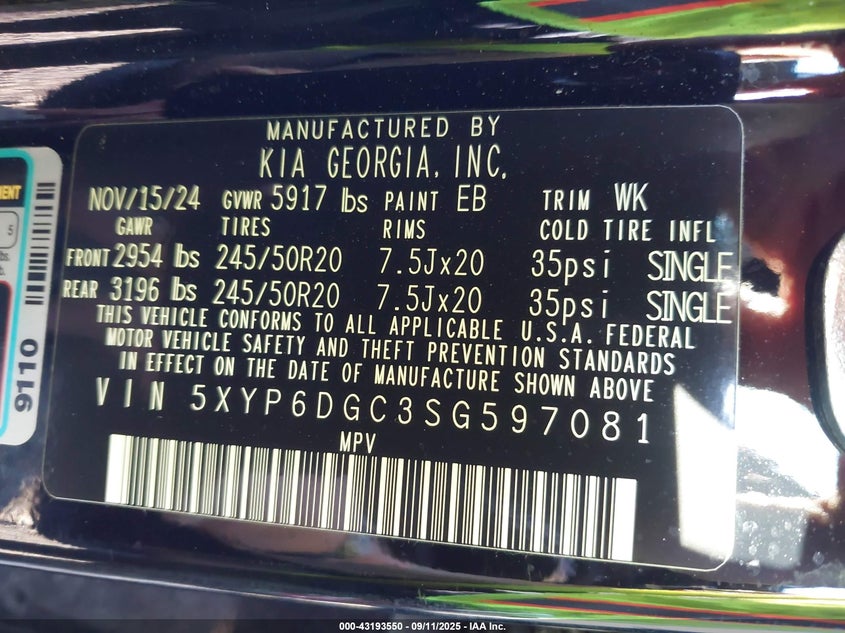 MANUFACTURED BY
KIA GEORGIA, INC.
NOV/15/24 GVWR 5917 lbs PAINT EB TRIM WK
GAWR TIRES RIMS COLD TIRE INFL
FRONT 2954 lbs 245/50R20 7.5Jx20 35psi SINGLE
REAR 3196 lbs 245/50R20 7.5Jx20 35psi SINGLE
THIS VEHICLE CONFORMS TO ALL APPLICABLE U.S.A. FEDERAL
MOTOR VEHICLE SAFETY AND THEFT PREVENTION STANDARDS
IN EFFECT ON THE DATE OF MANUFACTURE SHOWN ABOVE
VIN 5XYP6DGC3SG597081
MPV
5
9110
000-43193550 - 09/11/2025 - IAA Inc.